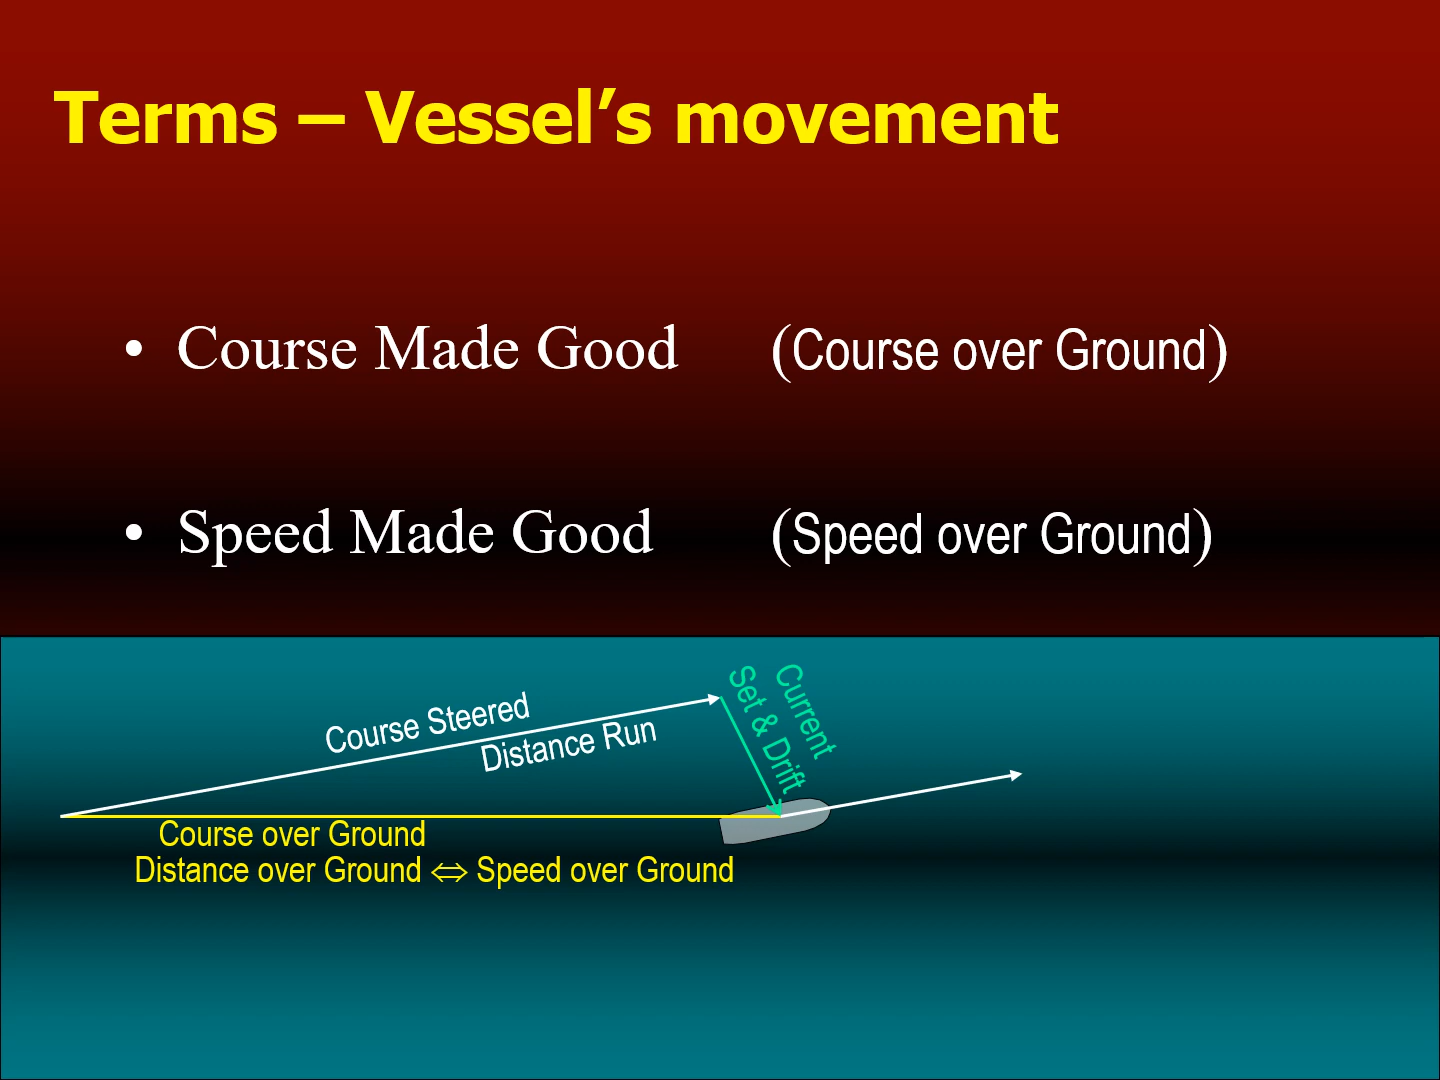 Terms – Vessel’s movement
• Course Made Good (Course over Ground)
• Speed Made Good (Speed over Ground)
Course Steered
Distance Run
Current
Set & Drift
Course over Ground
Distance over Ground ⇔ Speed over Ground